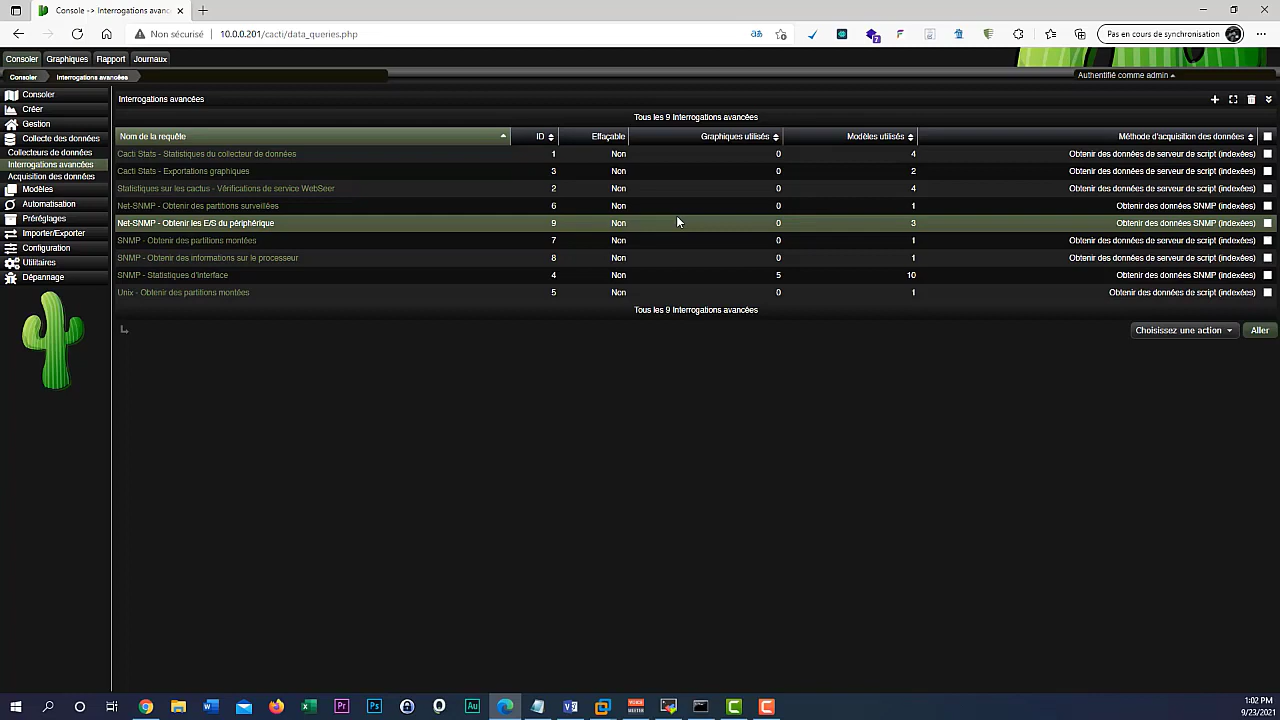 Console -> Interrogations avancées
Non sécurisé 10.0.0.201/cacti/data_queries.php
Pas en cours de synchronisation
Consoler Graphiques Rapport Journaux
Consoler Interrogations avancées
Authentifié comme admin
Consoler
Créer
Gestion
Collecte des données
Collecteurs de données
Interrogations avancées
Acquisition des données
Modèles
Automatisation
Préréglages
Importer/Exporter
Configuration
Utilitaires
Dépannage
Interrogations avancées
Tous les 9 Interrogations avancées
Nom de la requête ID Effaçable Graphiques utilisés Modèles utilisés Méthode d'acquisition des données
Cacti Stats - Statistiques du collecteur de données 1 Non 0 4 Obtenir des données de serveur de script (indexées)
Cacti Stats - Exportations graphiques 3 Non 0 2 Obtenir des données de serveur de script (indexées)
Statistiques sur les cactus - Vérifications de service WebSeer 2 Non 0 4 Obtenir des données de serveur de script (indexées)
Net-SNMP - Obtenir des partitions surveillées 6 Non 0 1 Obtenir des données SNMP (indexées)
Net-SNMP - Obtenir les E/S du périphérique 9 Non 0 3 Obtenir des données SNMP (indexées)
SNMP - Obtenir des partitions montées 7 Non 0 1 Obtenir des données de serveur de script (indexées)
SNMP - Obtenir des informations sur le processeur 8 Non 0 1 Obtenir des données de serveur de script (indexées)
SNMP - Statistiques d'interface 4 Non 5 10 Obtenir des données SNMP (indexées)
Unix - Obtenir des partitions montées 5 Non 0 1 Obtenir des données de script (indexées)
Tous les 9 Interrogations avancées
Choisissez une action Aller
1:02 PM
9/23/2021